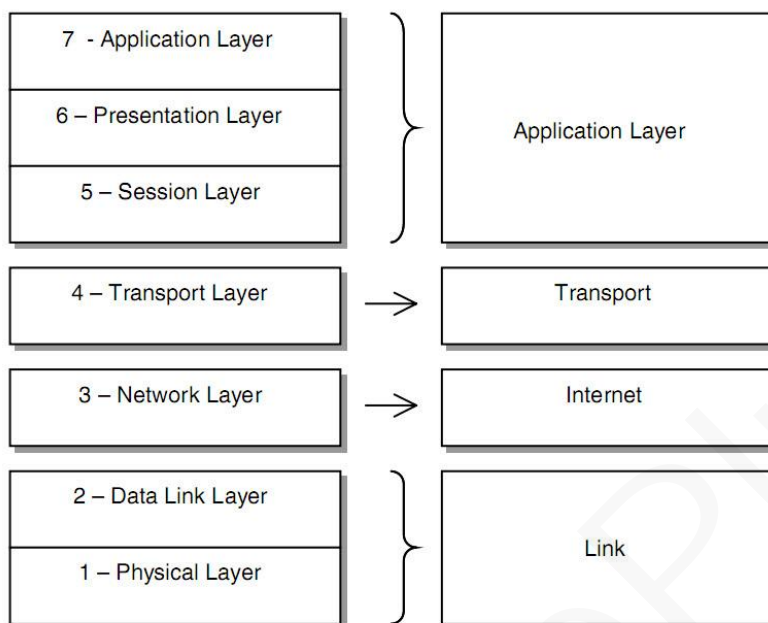 7 - Application Layer
6 – Presentation Layer
Application Layer
5 – Session Layer
4 – Transport Layer
Transport
3 – Network Layer
Internet
2 – Data Link Layer
Link
1 – Physical Layer